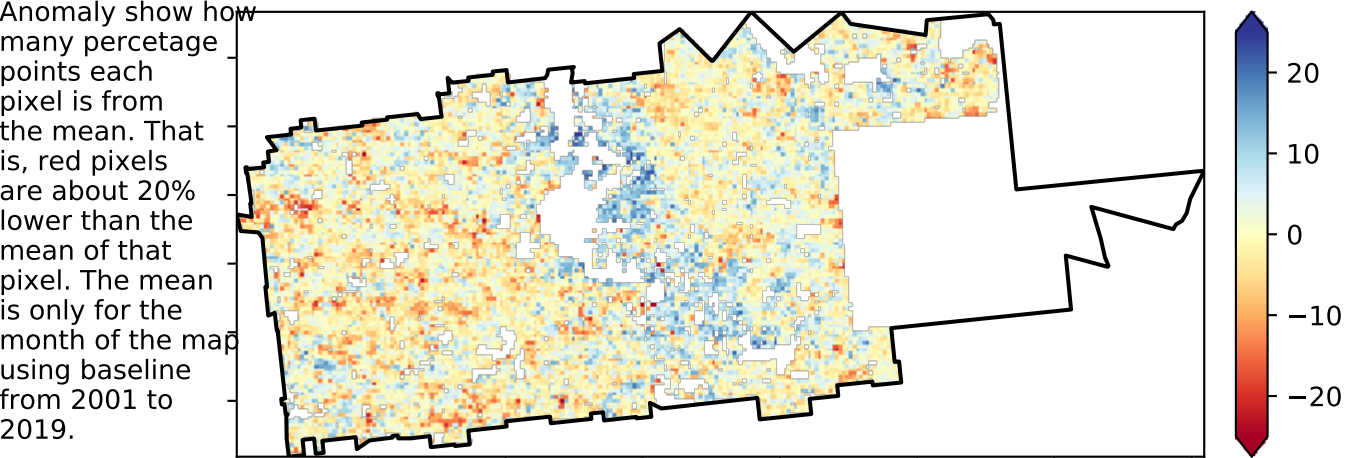 Anomaly show how
many percetage
points each
pixel is from
the mean. That
is, red pixels
are about 20%
lower than the
mean of that
pixel. The mean
is only for the
month of the map
using baseline
from 2001 to
2019.
20
10
0
−10
−20